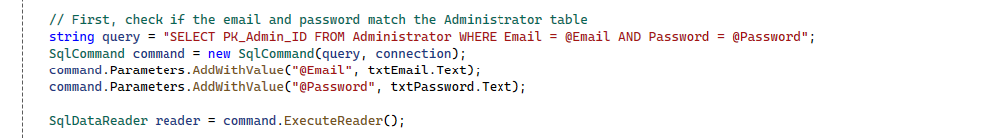 // First, check if the email and password match the Administrator table
string query = "SELECT PK_Admin_ID FROM Administrator WHERE Email = @Email AND Password = @Password";
SqlCommand command = new SqlCommand(query, connection);
command.Parameters.AddWithValue("@Email", txtEmail.Text);
command.Parameters.AddWithValue("@Password", txtPassword.Text);
SqlDataReader reader = command.ExecuteReader();